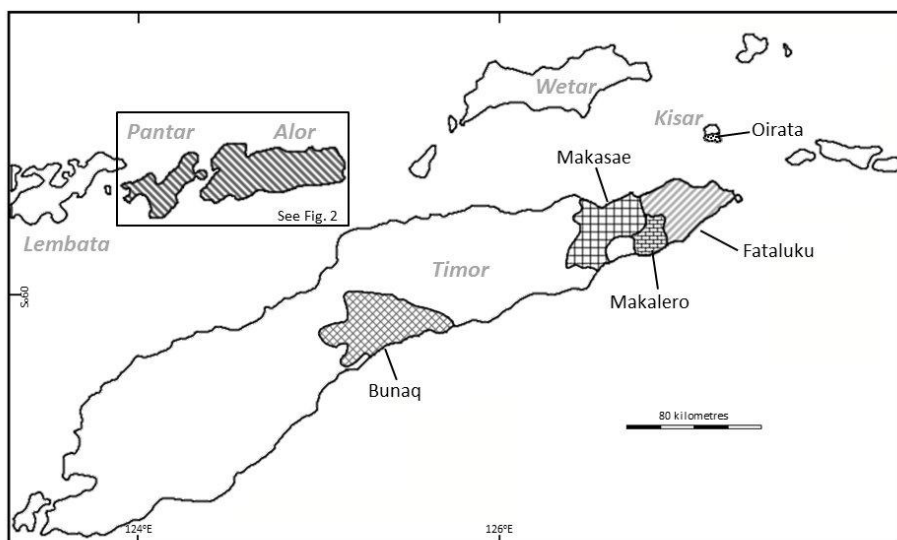 Wetar
Pantar
Alor
Kisar
Oirata
Makasae
See Fig. 2
Lembata
Fataluku
Timor
Makalero
Bunaq
80 kilometres
124°E
126°E